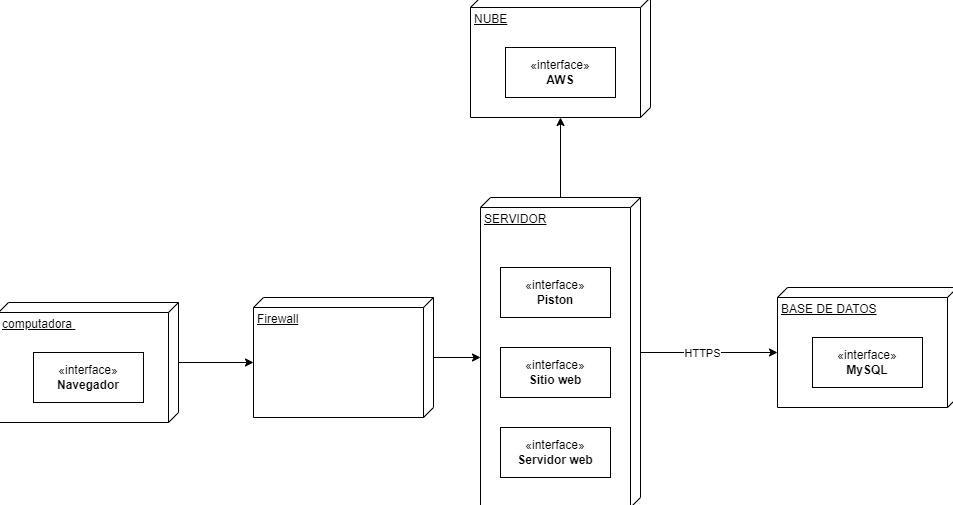 NUBE
«interface»
AWS
SERVIDOR
«interface»
Piston
«interface»
Sitio web
«interface»
Servidor web
computadora
«interface»
Navegador
Firewall
HTTPS
BASE DE DATOS
«interface»
MySQL